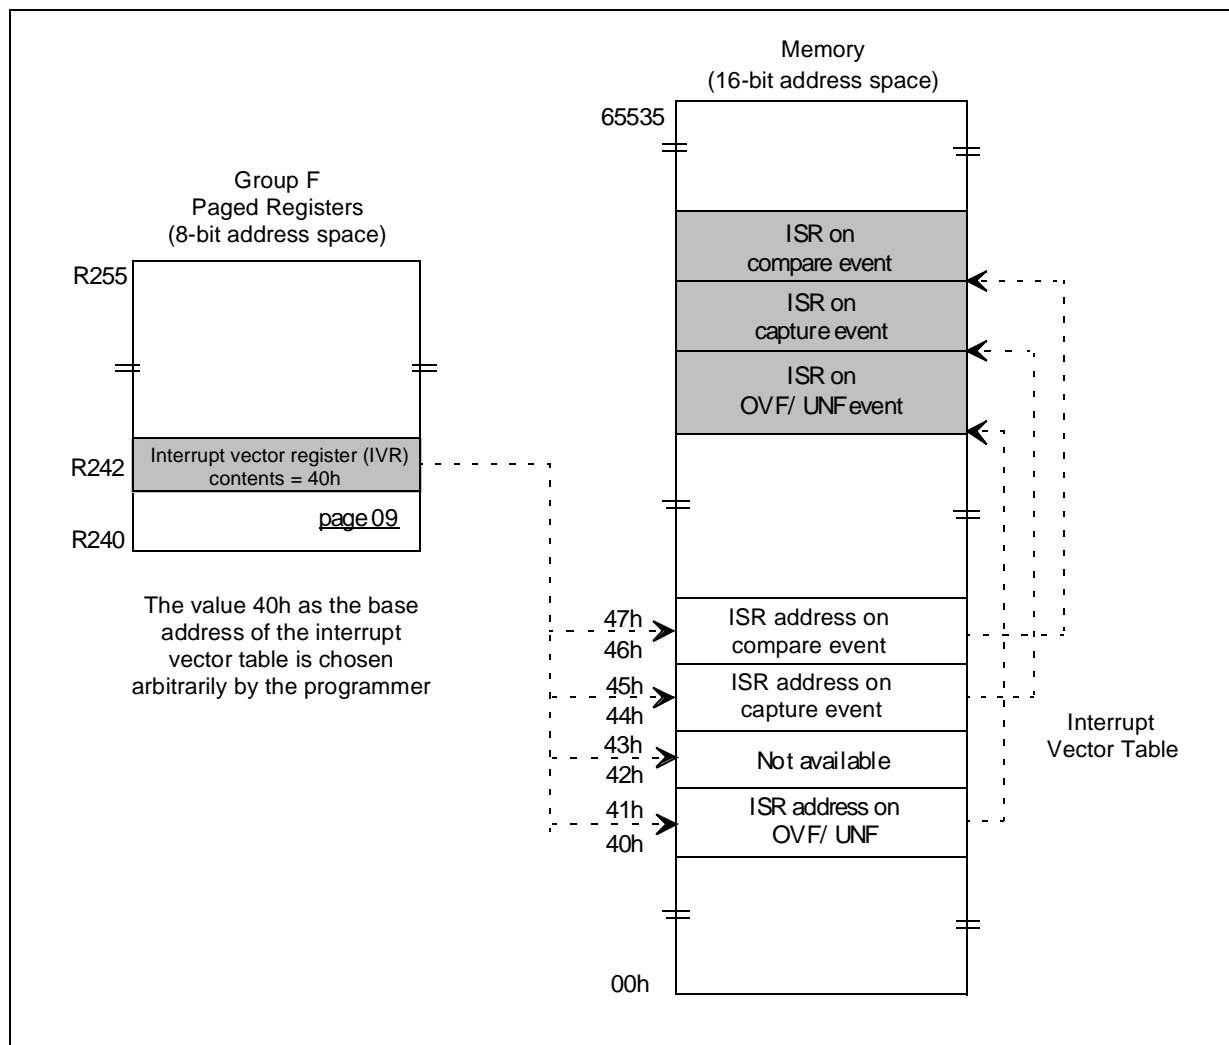 Memory
(16-bit address space)
65535
Group F
Paged Registers
(8-bit address space)
R255
ISR on
compare event
ISR on
capture event
ISR on
OVF/ UNF event
R242
Interrupt vector register (IVR)
contents = 40h
page 09
R240
The value 40h as the base
address of the interrupt
vector table is chosen
arbitrarily by the programmer
47h
46h
ISR address on
compare event
45h
44h
ISR address on
capture event
43h
42h
Not available
41h
40h
ISR address on
OVF/ UNF
Interrupt
Vector Table
00h